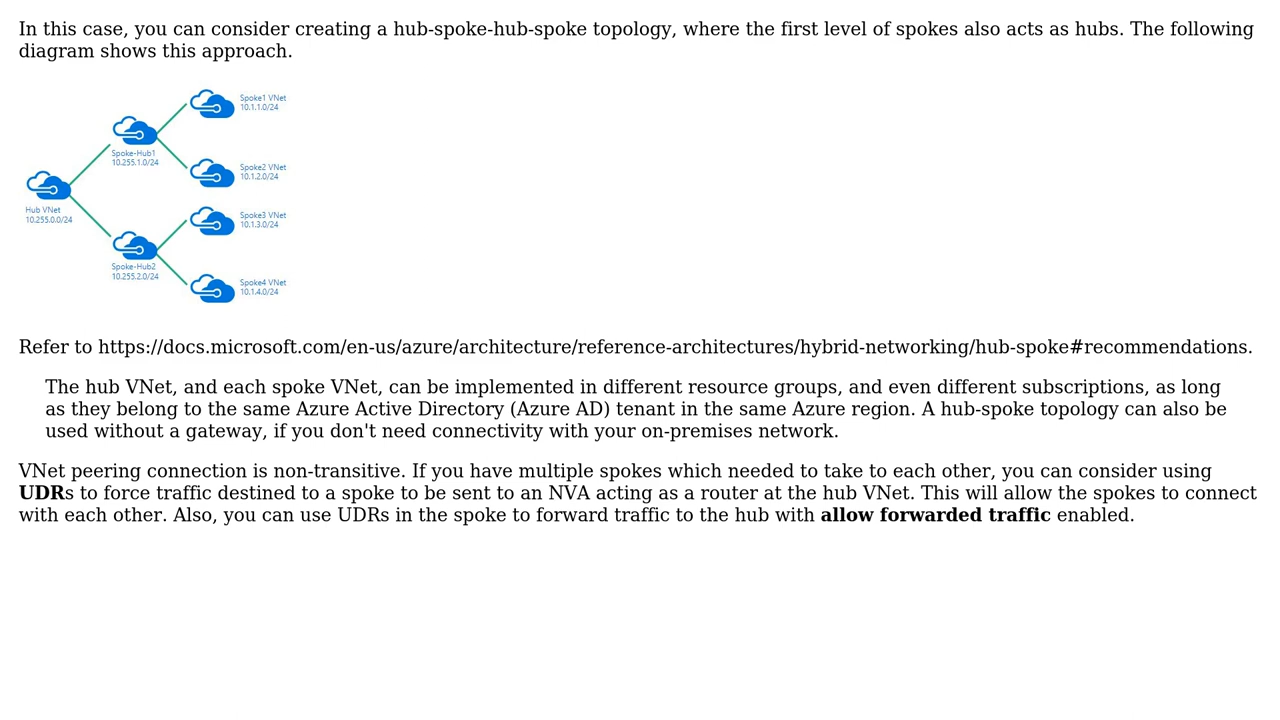 In this case, you can consider creating a hub-spoke-hub-spoke topology, where the first level of spokes also acts as hubs. The following
diagram shows this approach.
Spoke1 VNet
10.1.1.0/24
Spoke-Hub1
10.255.1.0/24
Spoke2 VNet
10.1.2.0/24
Hub VNet
10.255.0.0/24
Spoke3 VNet
10.1.3.0/24
Spoke-Hub2
10.255.2.0/24
Spoke4 VNet
10.1.4.0/24
Refer to https://docs.microsoft.com/en-us/azure/architecture/reference-architectures/hybrid-networking/hub-spoke#recommendations.
The hub VNet, and each spoke VNet, can be implemented in different resource groups, and even different subscriptions, as long
as they belong to the same Azure Active Directory (Azure AD) tenant in the same Azure region. A hub-spoke topology can also be
used without a gateway, if you don't need connectivity with your on-premises network.
VNet peering connection is non-transitive. If you have multiple spokes which needed to take to each other, you can consider using
UDRs to force traffic destined to a spoke to be sent to an NVA acting as a router at the hub VNet. This will allow the spokes to connect
with each other. Also, you can use UDRs in the spoke to forward traffic to the hub with allow forwarded traffic enabled.